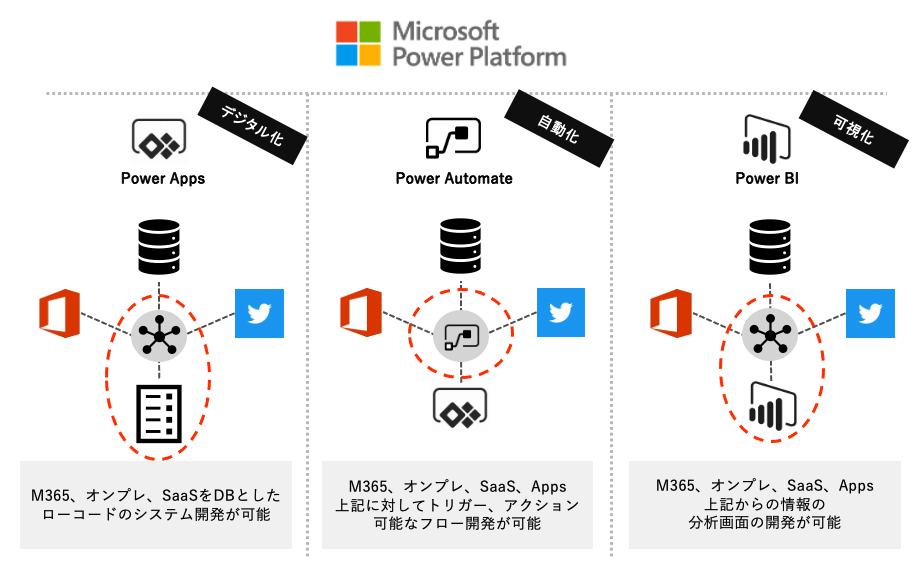 Microsoft
Power Platform
デジタル化
Power Apps
M365、オンプレ、SaaSをDBとした
ローコードのシステム開発が可能
自動化
Power Automate
M365、オンプレ、SaaS、Apps
上記に対してトリガー、アクション
可能なフロー開発が可能
可視化
Power BI
M365、オンプレ、SaaS、Apps
上記からの情報の
分析画面の開発が可能